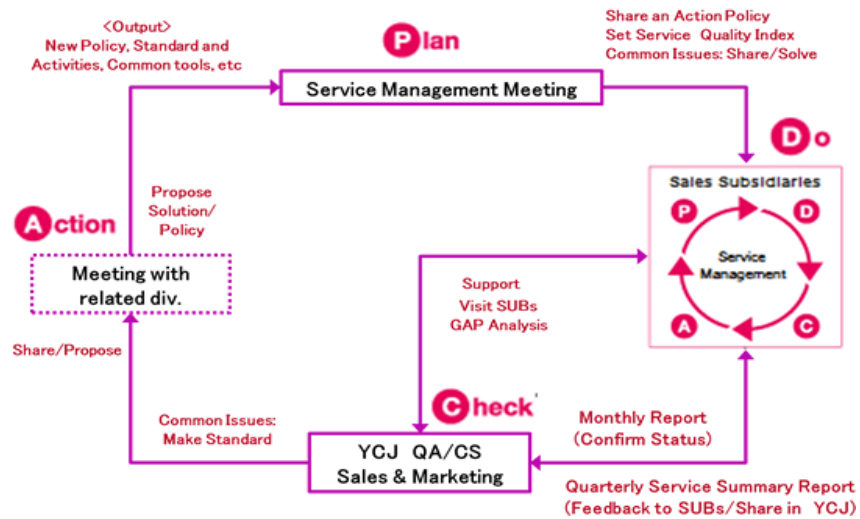 <Output>
New Policy, Standard and
Activities, Common tools, etc
Plan
Share an Action Policy
Set Service Quality Index
Common Issues: Share/Solve
Service Management Meeting
Do
Sales Subsidiaries
P
D
Service
Management
A
C
Action
Propose
Solution/
Policy
Meeting with
related div.
Support
Visit SUBs
GAP Analysis
Share/Propose
Check
Common Issues:
Make Standard
YCJ QA/CS
Sales & Marketing
Monthly Report
(Confirm Status)
Quarterly Service Summary Report
(Feedback to SUBs/Share in YCJ)